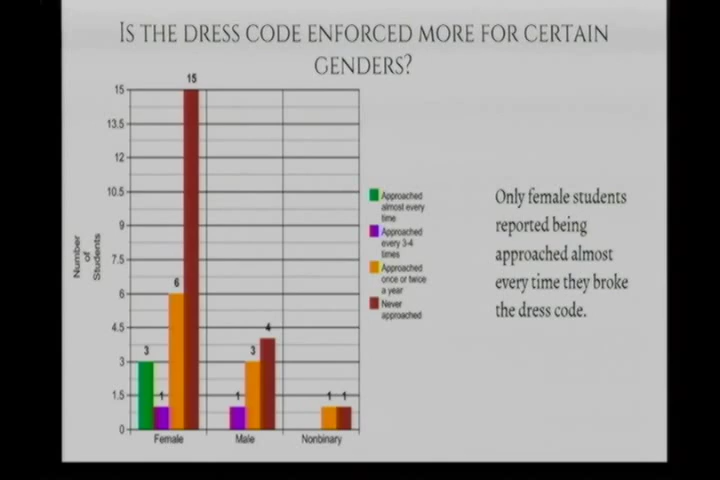 IS THE DRESS CODE ENFORCED MORE FOR CERTAIN
GENDERS?
15
13.5
12
10.5
9
7.5
6
4.5
3
1.5
0
Number
of
Students
3
1
6
15
1
3
4
1
1
Female
Male
Nonbinary
Approached
almost every
time
Approached
every 3-4
times
Approached
once or twice
a year
Never
approached
Only female students
reported being
approached almost
every time they broke
the dress code.